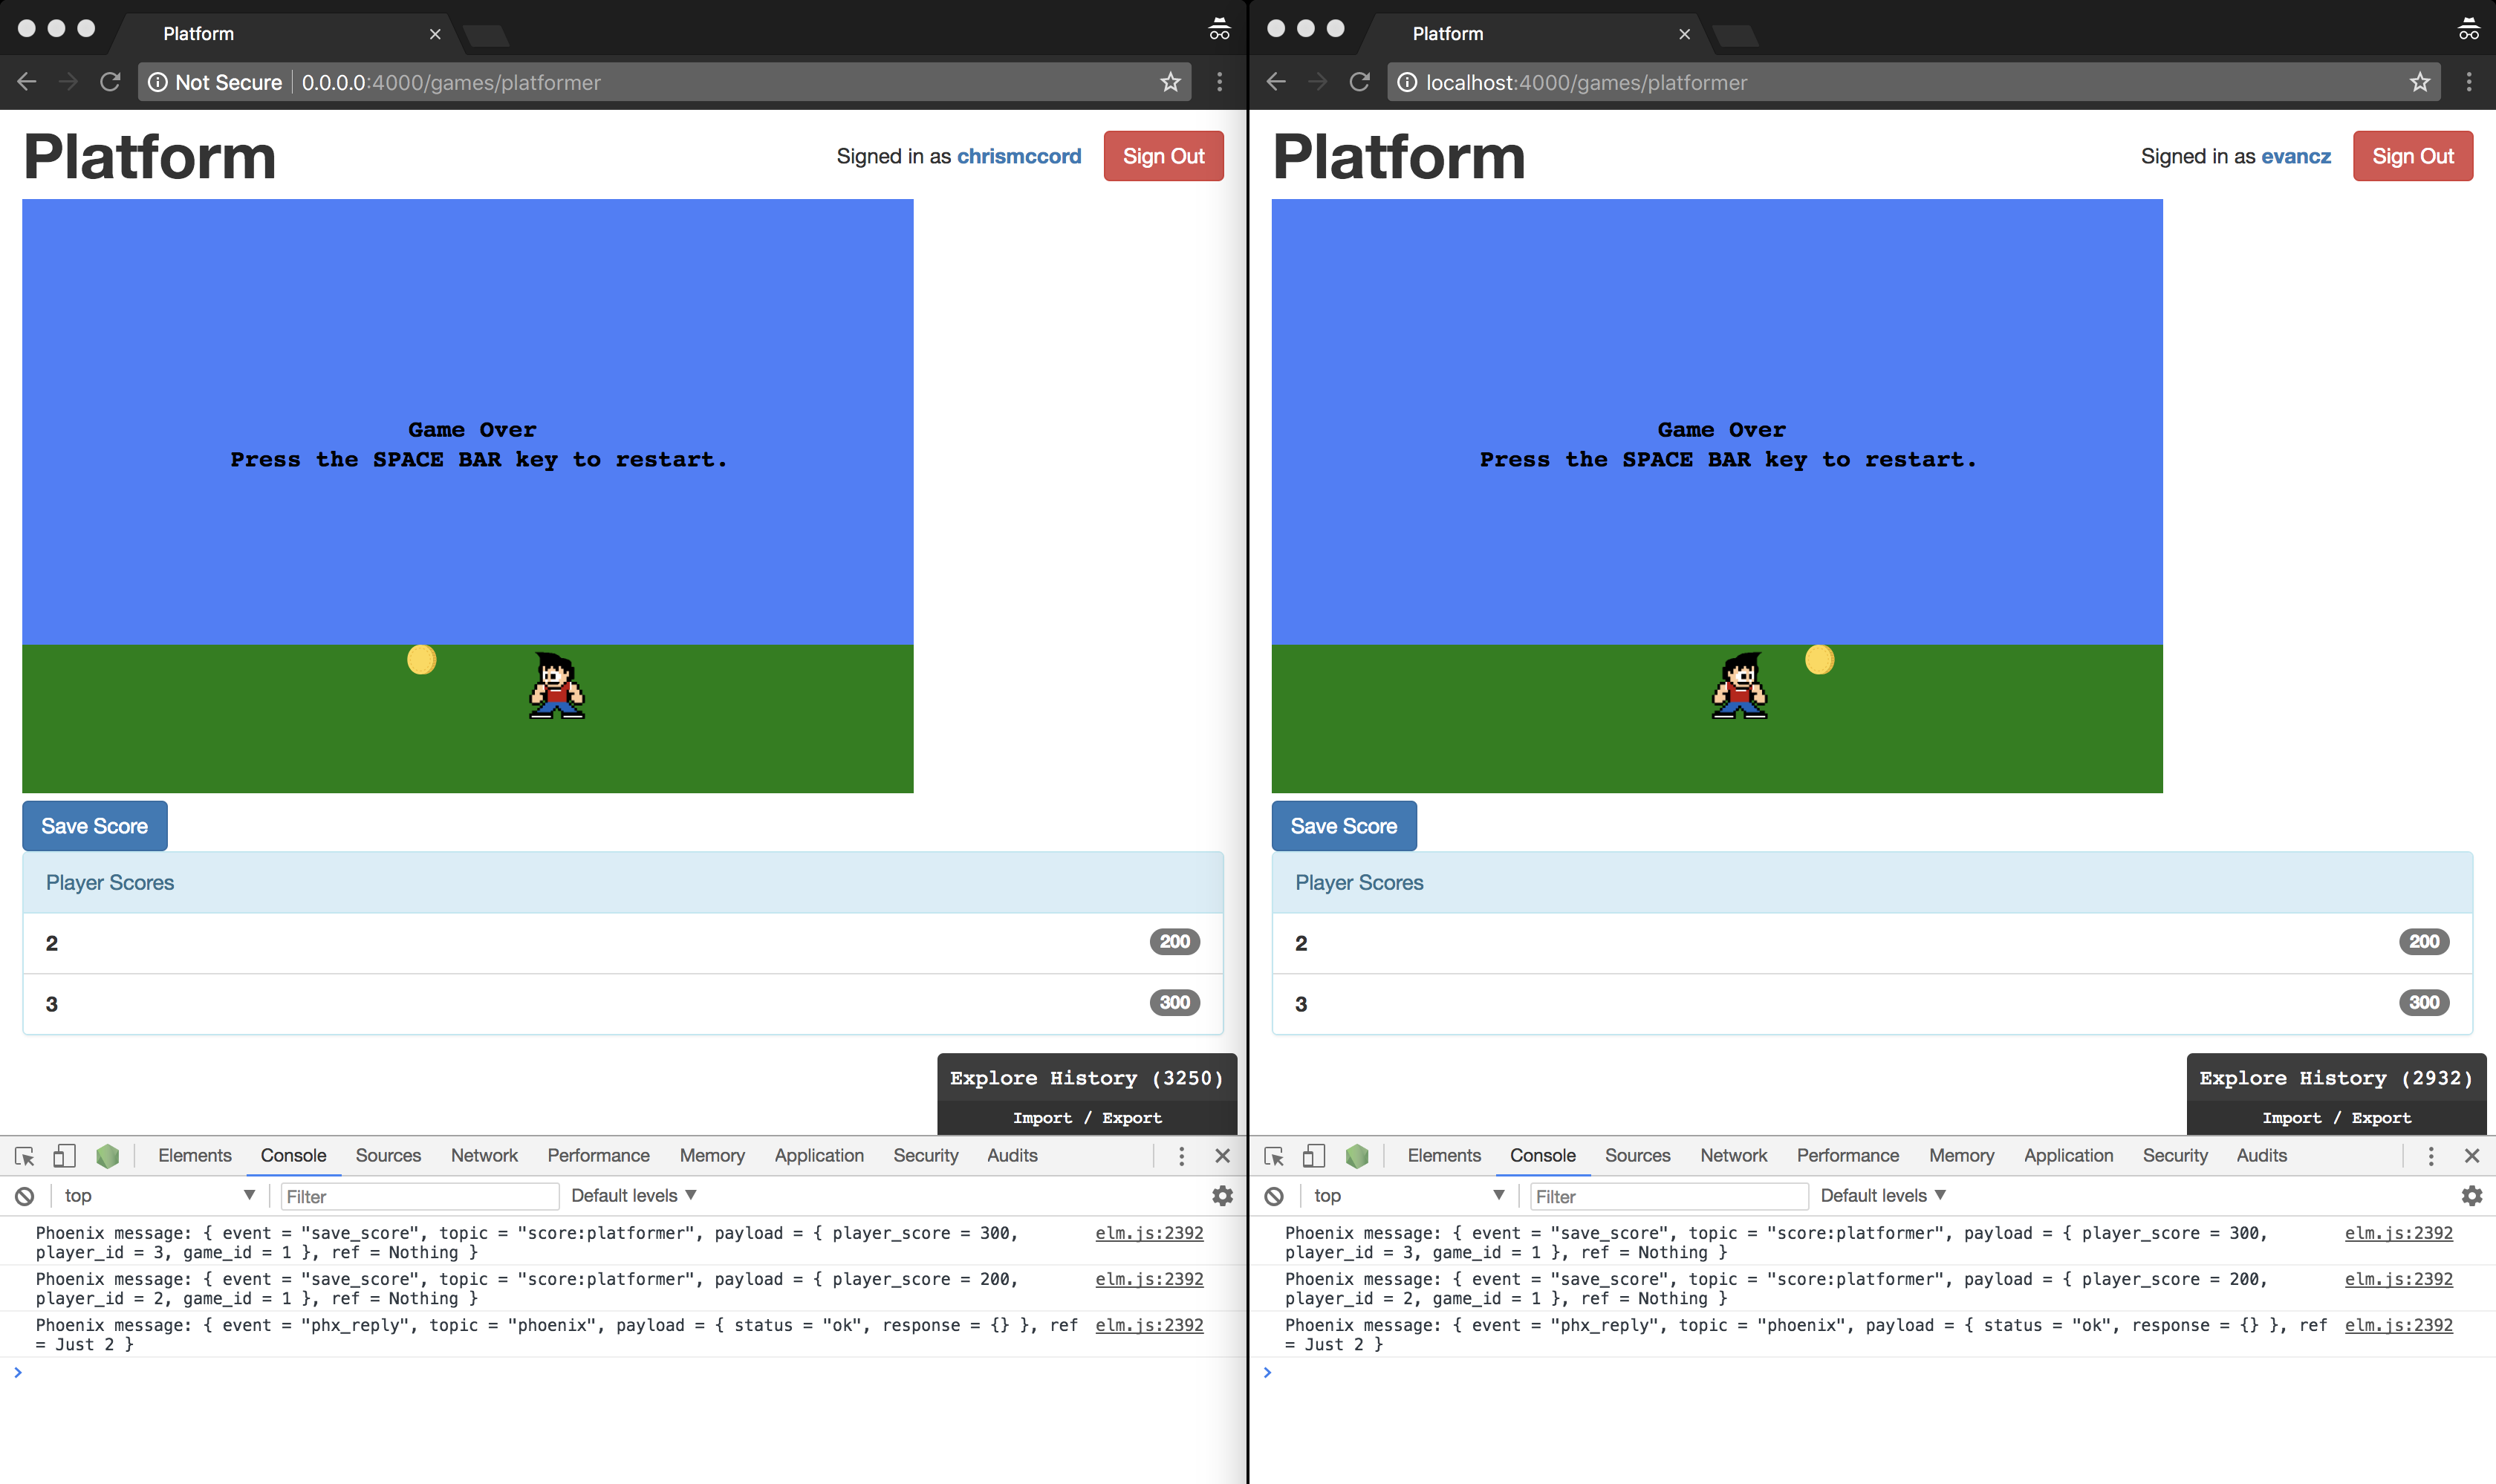 Platform
Not Secure 0.0.0.0:4000/games/platformer
Platform
Signed in as chrismccord
Sign Out
Game Over
Press the SPACE BAR key to restart.
Save Score
Player Scores
2 200
3 300
Explore History (3250)
Import / Export
Elements Console Sources Network Performance Memory Application Security Audits
top Filter Default levels
Phoenix message: { event = "save_score", topic = "score:platformer", payload = { player_score = 300, elm.js:2392
player_id = 3, game_id = 1 }, ref = Nothing }
Phoenix message: { event = "save_score", topic = "score:platformer", payload = { player_score = 200, elm.js:2392
player_id = 2, game_id = 1 }, ref = Nothing }
Phoenix message: { event = "phx_reply", topic = "phoenix", payload = { status = "ok", response = {} }, ref elm.js:2392
= Just 2 }
Platform
localhost:4000/games/platformer
Platform
Signed in as evancz
Sign Out
Game Over
Press the SPACE BAR key to restart.
Save Score
Player Scores
2 200
3 300
Explore History (2932)
Import / Export
Elements Console Sources Network Performance Memory Application Security Audits
top Filter Default levels
Phoenix message: { event = "save_score", topic = "score:platformer", payload = { player_score = 300, elm.js:2392
player_id = 3, game_id = 1 }, ref = Nothing }
Phoenix message: { event = "save_score", topic = "score:platformer", payload = { player_score = 200, elm.js:2392
player_id = 2, game_id = 1 }, ref = Nothing }
Phoenix message: { event = "phx_reply", topic = "phoenix", payload = { status = "ok", response = {} }, ref elm.js:2392
= Just 2 }